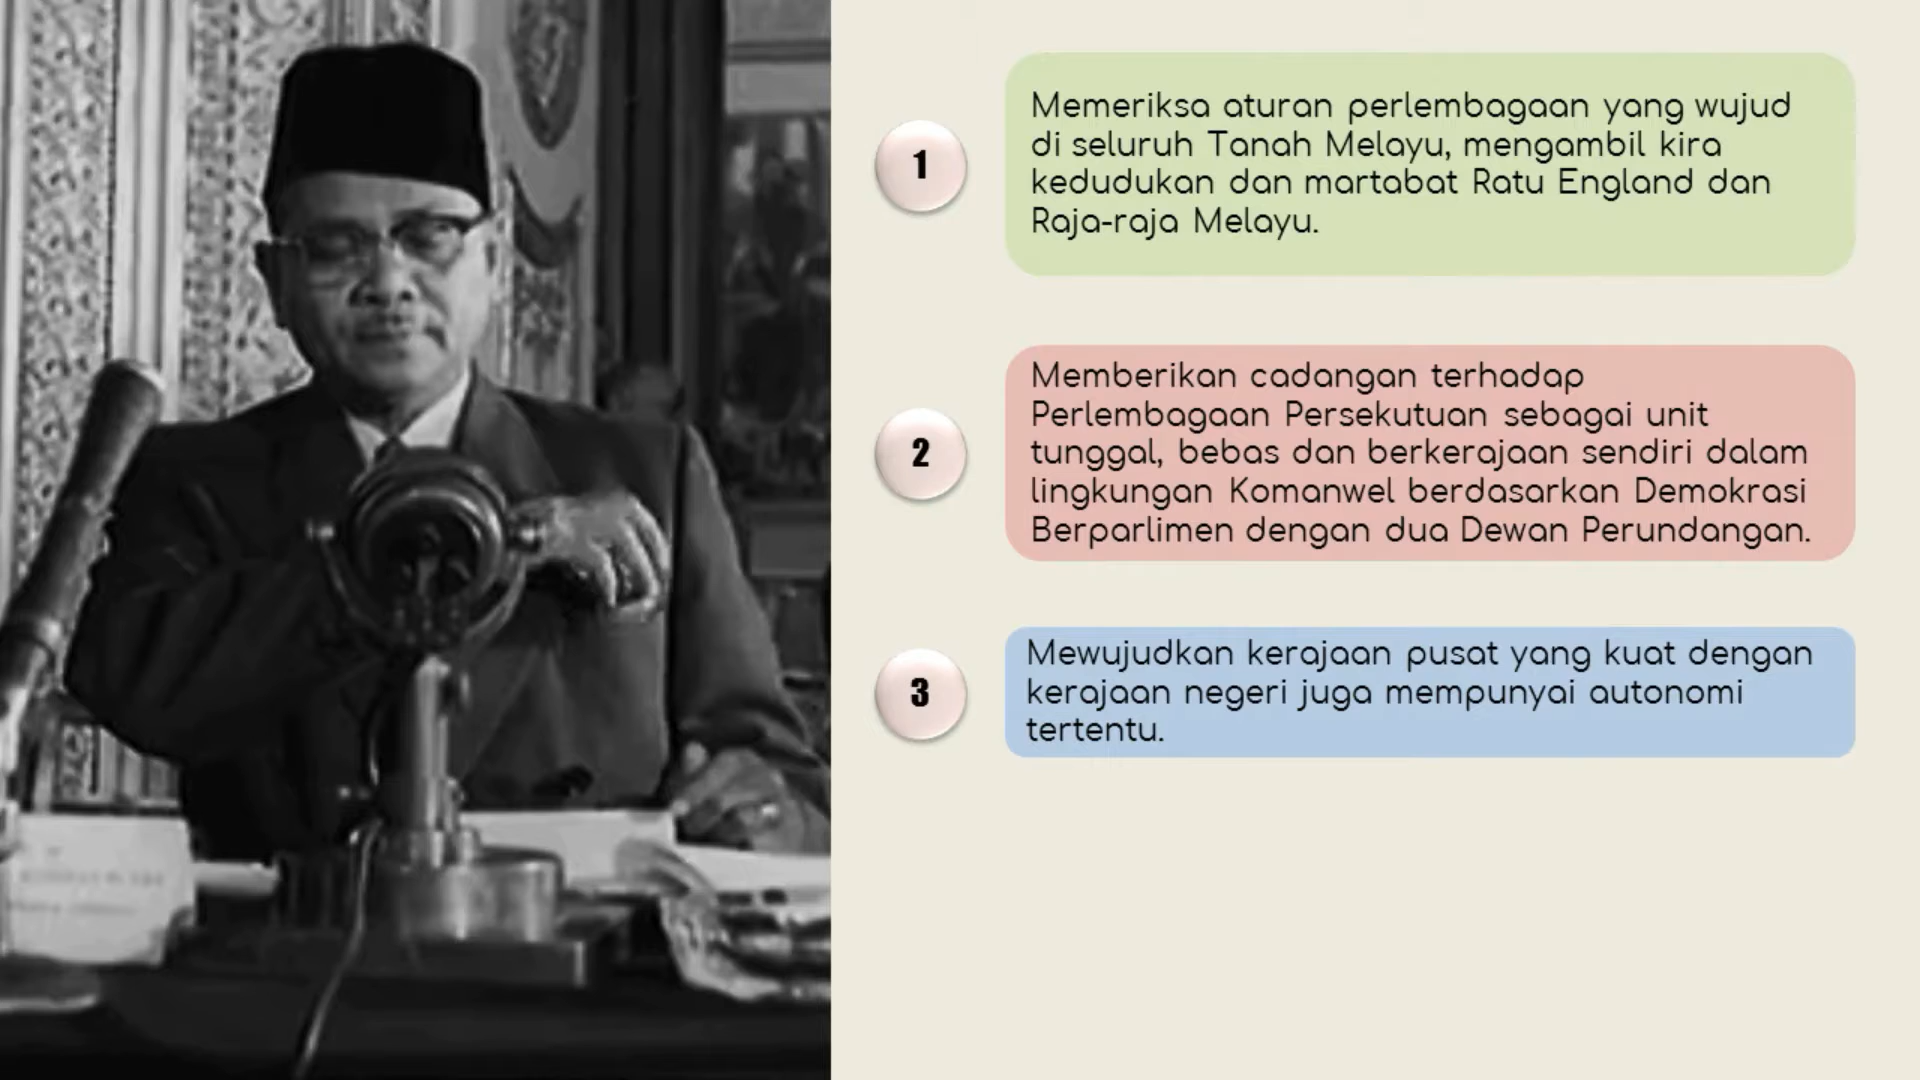 1
Memeriksa aturan perlembagaan yang wujud
di seluruh Tanah Melayu, mengambil kira
kedudukan dan martabat Ratu England dan
Raja-raja Melayu.
2
Memberikan cadangan terhadap
Perlembagaan Persekutuan sebagai unit
tunggal, bebas dan berkerajaan sendiri dalam
lingkungan Komanwel berdasarkan Demokrasi
Berparlimen dengan dua Dewan Perundangan.
3
Mewujudkan kerajaan pusat yang kuat dengan
kerajaan negeri juga mempunyai autonomi
tertentu.